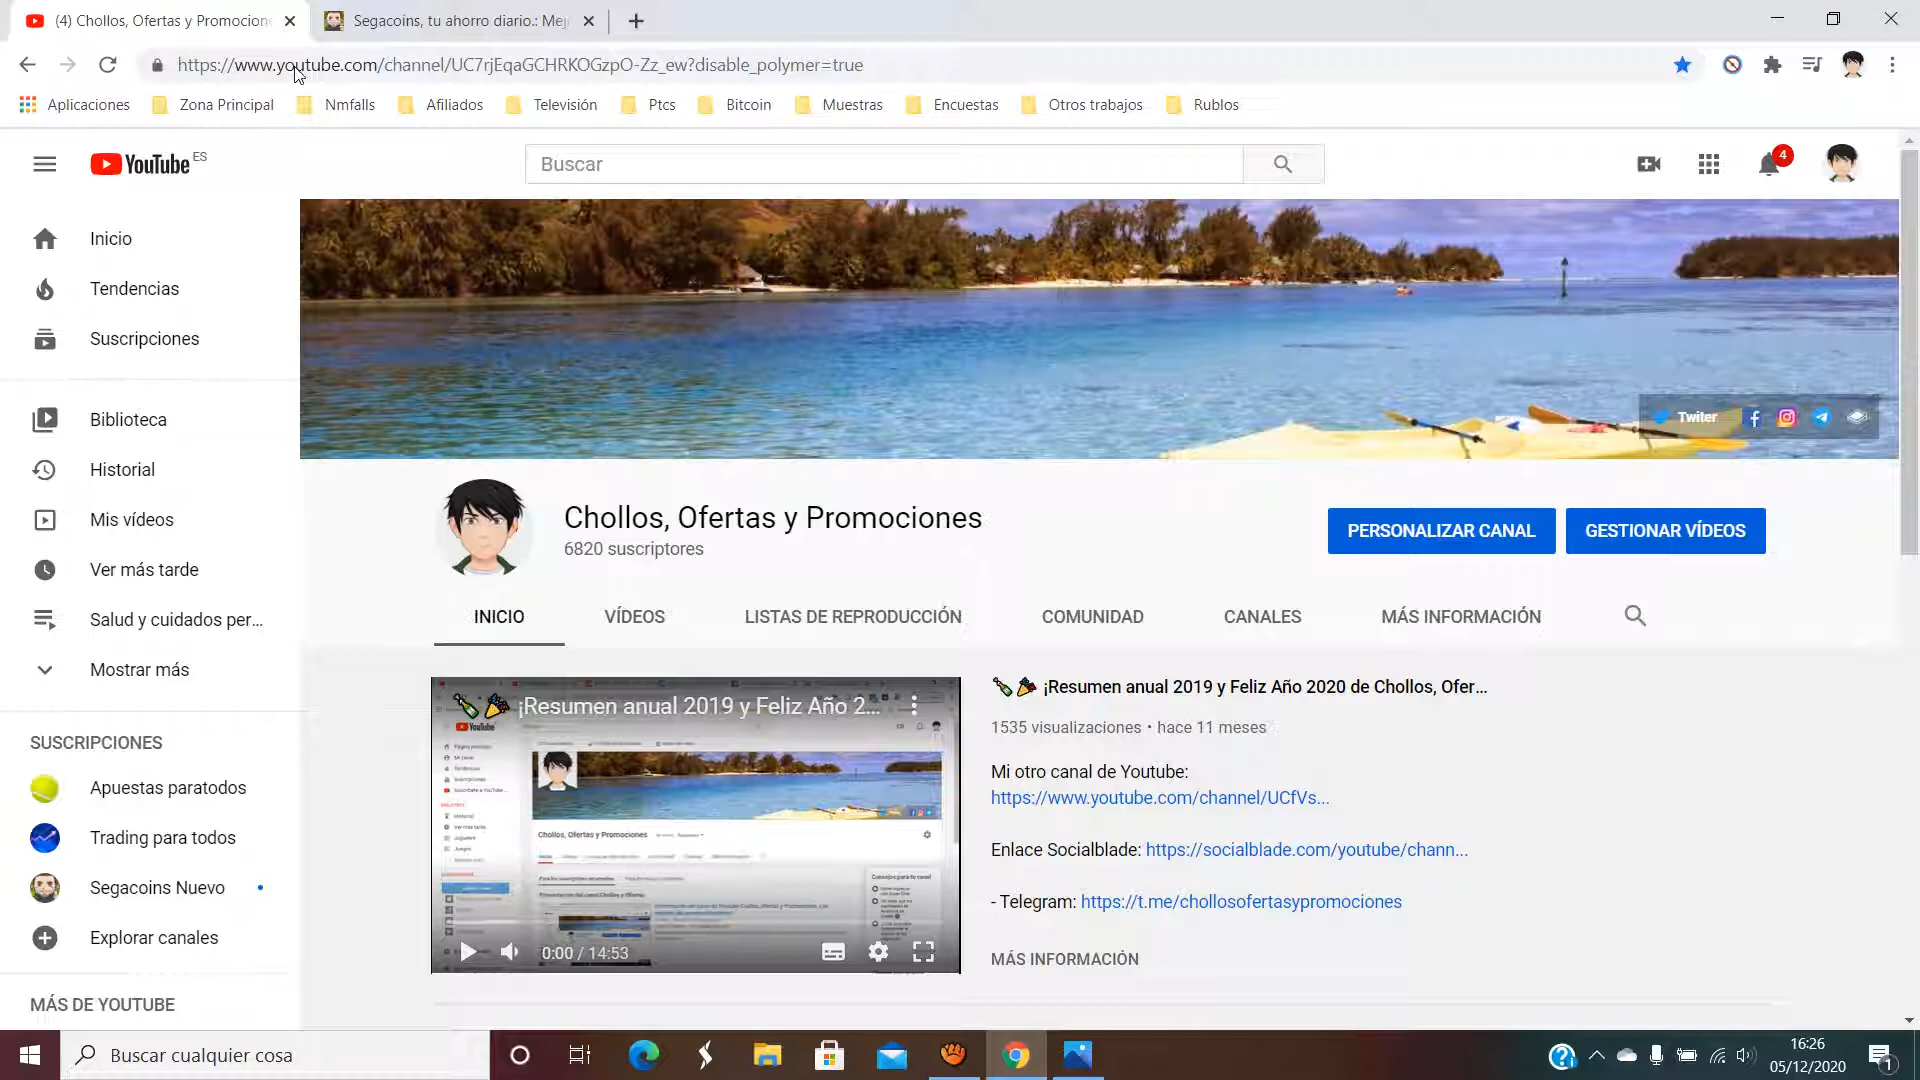 (4) Chollos, Ofertas y Promocion
Segacoins, tu ahorro diario.: Mej
https://www.youtube.com/channel/UC7rjEqaGCHRKOGzpO-Zz_ew?disable_polymer=true
Aplicaciones Zona Principal Nmfalls Afiliados Televisión Ptcs Bitcoin Muestras Encuestas Otros trabajos Rublos
YouTube ES
Buscar
4
Inicio
Tendencias
Suscripciones
Biblioteca
Historial
Mis vídeos
Ver más tarde
Salud y cuidados per...
Mostrar más
SUSCRIPCIONES
Apuestas paratodos
Trading para todos
Segacoins Nuevo
Explorar canales
MÁS DE YOUTUBE
Twiter
Chollos, Ofertas y Promociones
6820 suscriptores
PERSONALIZAR CANAL
GESTIONAR VÍDEOS
INICIO VÍDEOS LISTAS DE REPRODUCCIÓN COMUNIDAD CANALES MÁS INFORMACIÓN
¡Resumen anual 2019 y Feliz Año 2...
YouTube
Chollos, Ofertas y Promociones
0:00 / 14:53
¡Resumen anual 2019 y Feliz Año 2020 de Chollos, Ofer...
1535 visualizaciones • hace 11 meses
Mi otro canal de Youtube:
https://www.youtube.com/channel/UCfVs...
Enlace Socialblade: https://socialblade.com/youtube/chann...
- Telegram: https://t.me/chollosofertasypromociones
MÁS INFORMACIÓN
Buscar cualquier cosa
16:26
05/12/2020
1